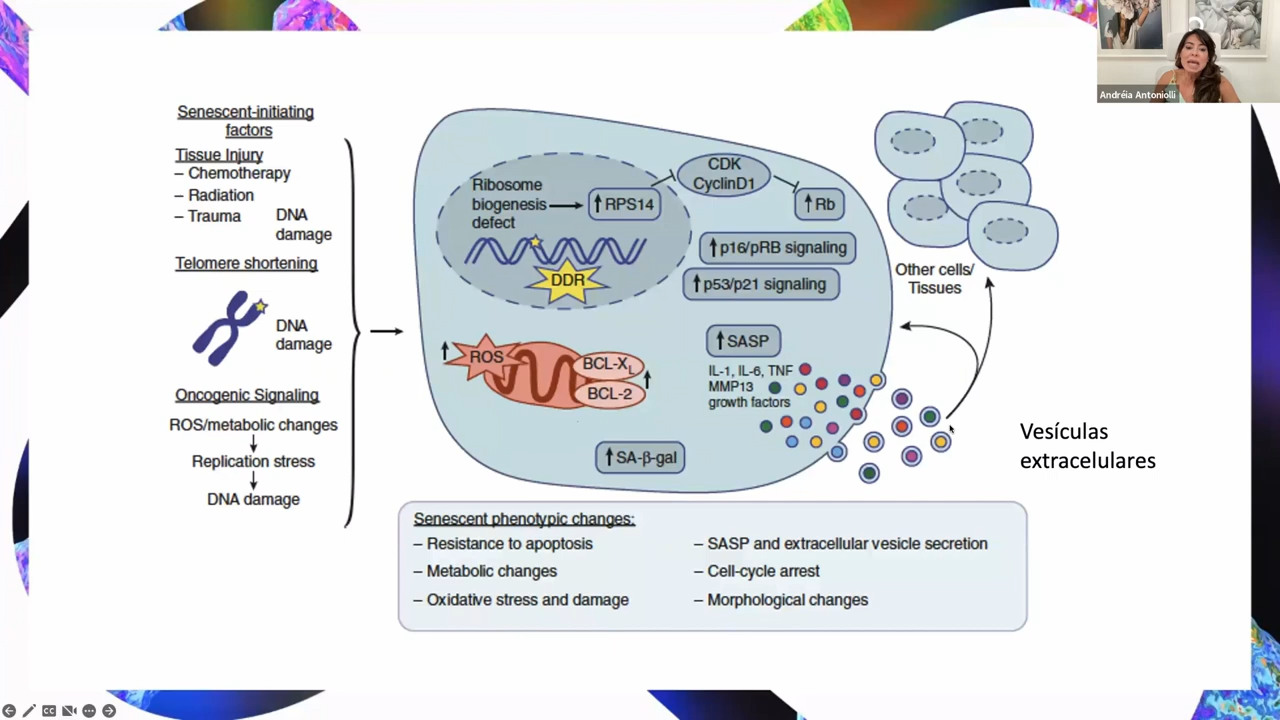 Andréia Antoniolli
Senescent-initiating
factors
Tissue Injury
– Chemotherapy
– Radiation
– Trauma
DNA
damage
Telomere shortening
DNA
damage
Oncogenic Signaling
ROS/metabolic changes
Replication stress
DNA damage
Ribosome
biogenesis
defect
RPS14
DDR
CDK
CyclinD1
Rb
p16/pRB signaling
p53/p21 signaling
ROS
BCL-XL
BCL-2
SASP
IL-1, IL-6, TNF
MMP13
growth factors
SA-β-gal
Other cells/
Tissues
Vesículas
extracelulares
Senescent phenotypic changes:
– Resistance to apoptosis
– Metabolic changes
– Oxidative stress and damage
– SASP and extracellular vesicle secretion
– Cell-cycle arrest
– Morphological changes
CC